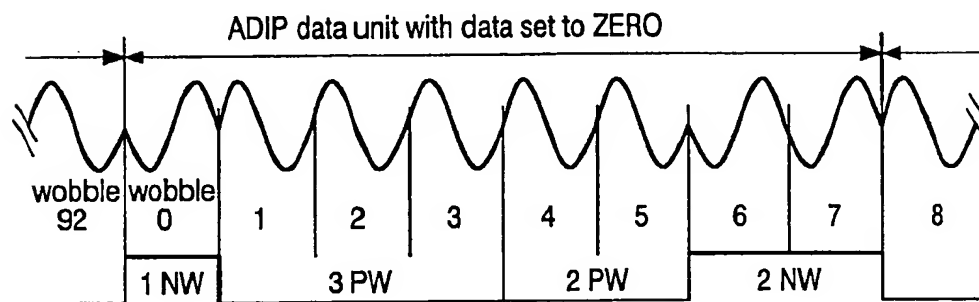 ADIP data unit with data set to ZERO
wobble wobble
92 0 1 2 3 4 5 6 7 8
1 NW 3 PW 2 PW 2 NW